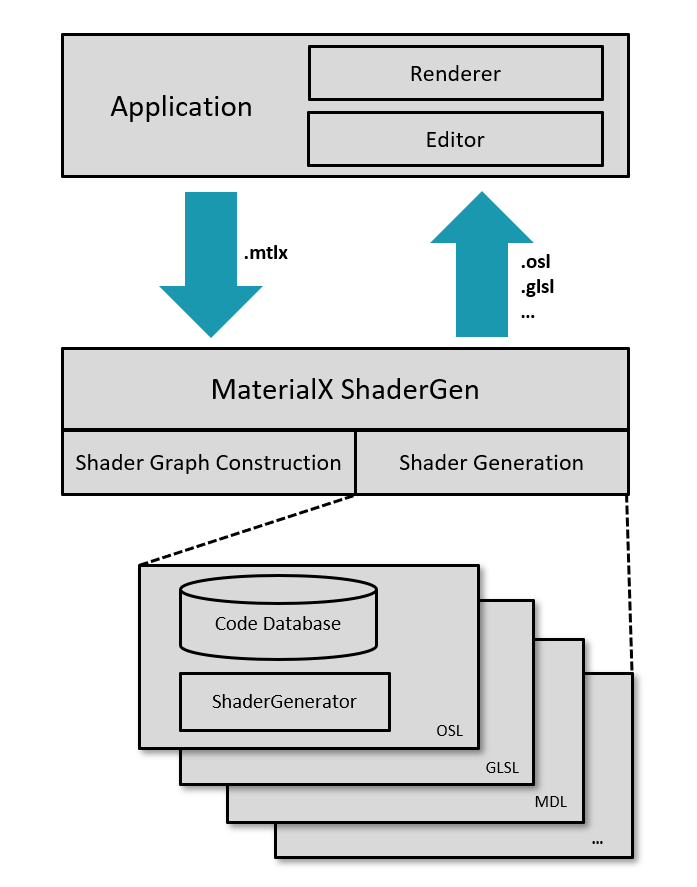 Application
Renderer
Editor
.mtlx
.osl
.glsl
...
MaterialX ShaderGen
Shader Graph Construction
Shader Generation
Code Database
ShaderGenerator
OSL
GLSL
MDL
...